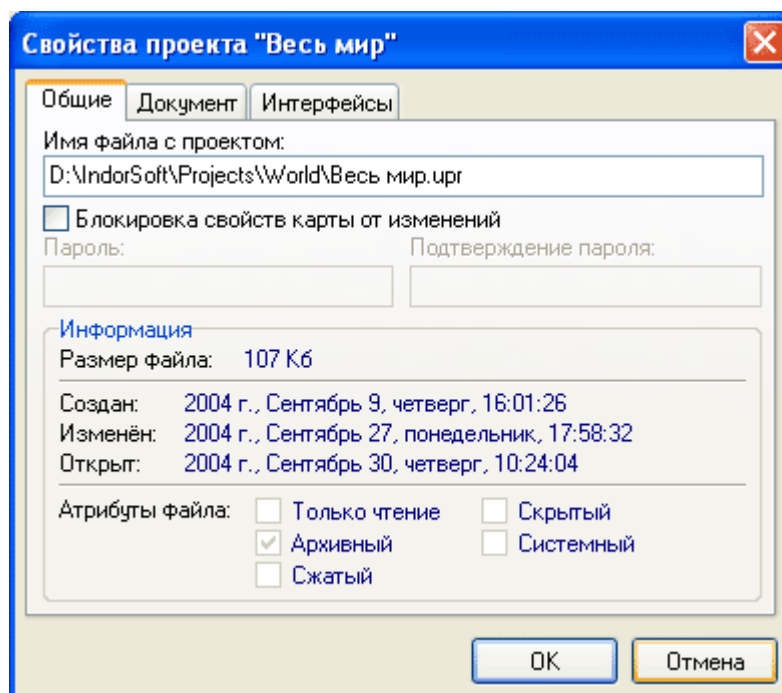 Свойства проекта "Весь мир"
Общие Документ Интерфейсы
Имя файла с проектом:
D:\IndorSoft\Projects\World\Весь мир.upr
Блокировка свойств карты от изменений
Пароль: Подтверждение пароля:
Информация
Размер файла: 107 Кб
Создан: 2004 г., Сентябрь 9, четверг, 16:01:26
Изменён: 2004 г., Сентябрь 27, понедельник, 17:58:32
Открыт: 2004 г., Сентябрь 30, четверг, 10:24:04
Атрибуты файла: Только чтение Скрытый
Архивный Системный
Сжатый
OK Отмена